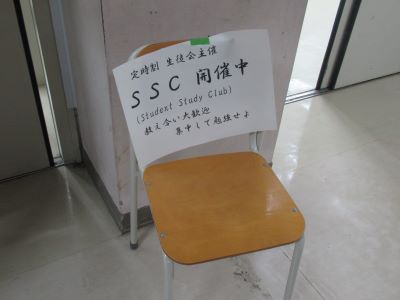 定時制 生徒会主催
SSC 開催中
(Student Study Club)
教え合い大歓迎
集中して勉強せよ